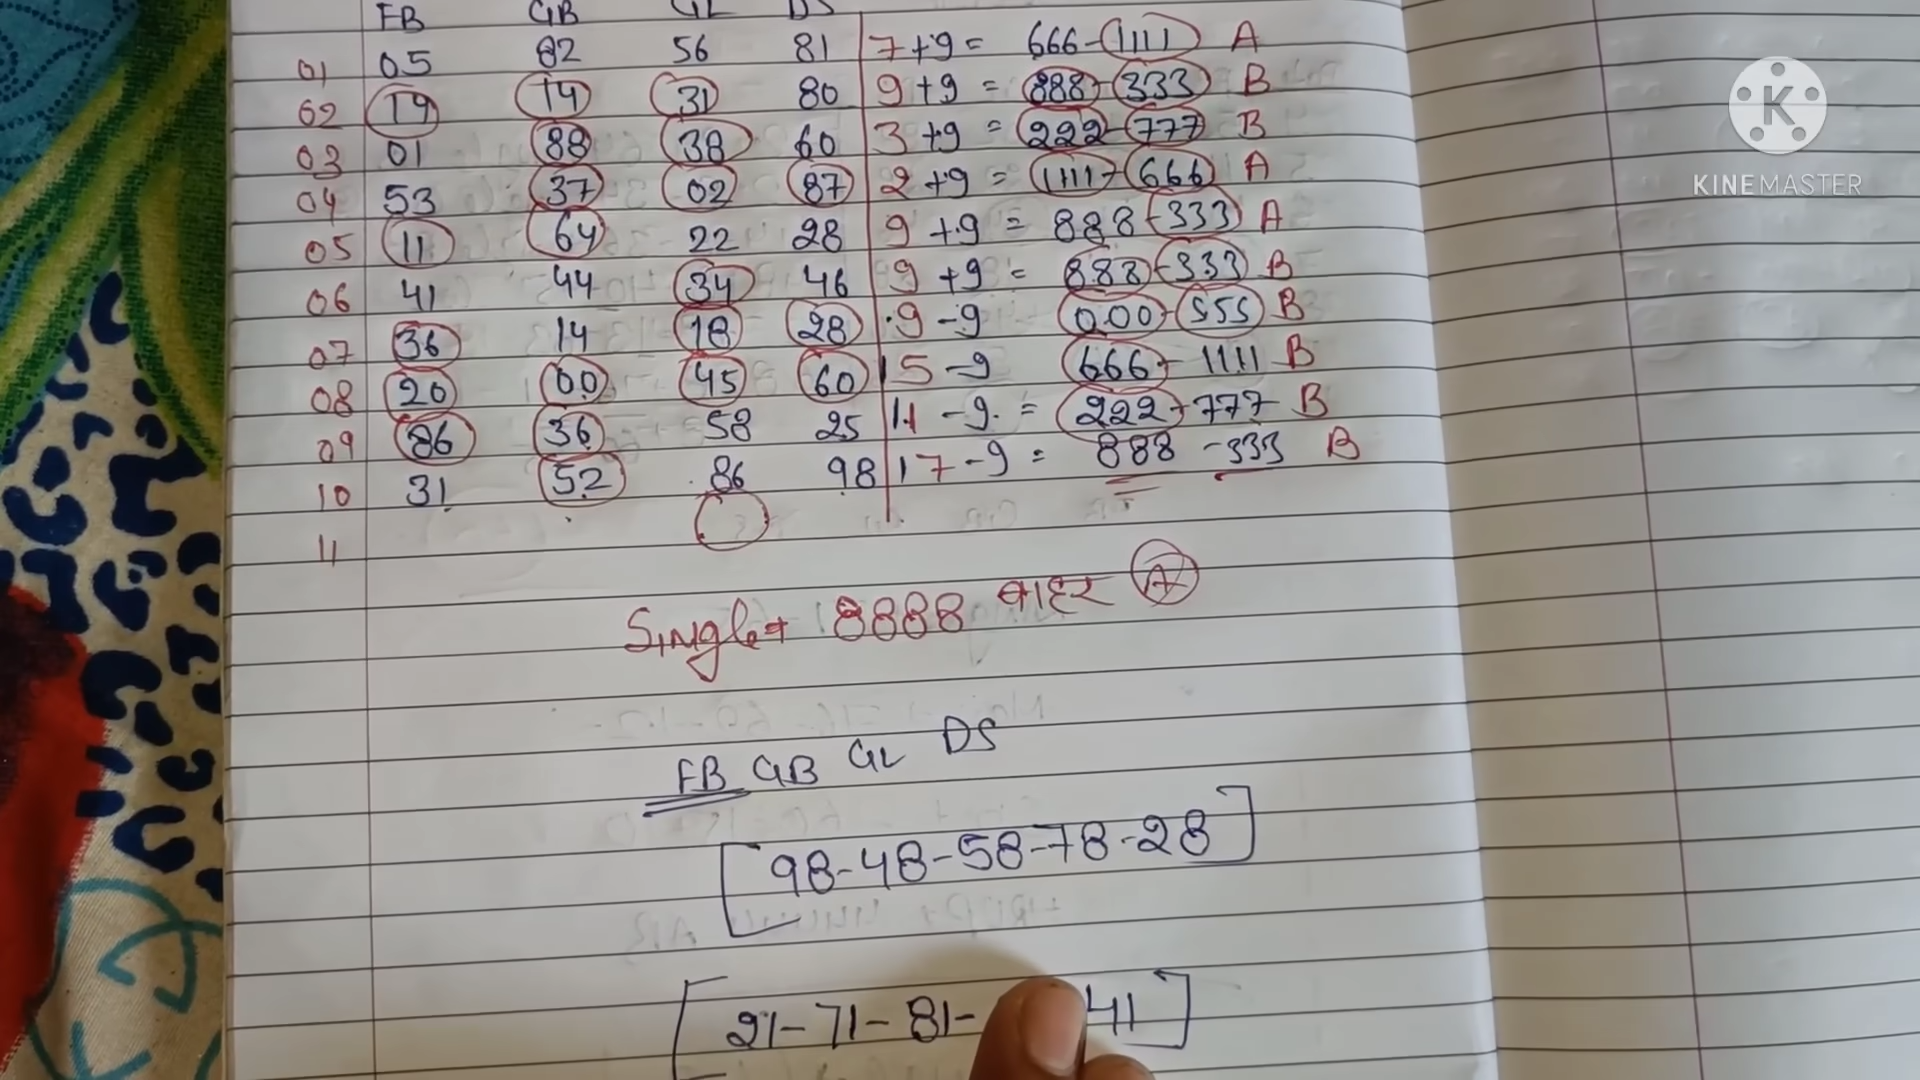 FB GB GL DS
01 05 82 56 81 7+9= 666-1111 A
02 19 14 31 80 9+9 = 888-333 B
03 01 88 38 60 3+9 = 222-777 B
04 53 37 02 87 2+9 = 1111-666 A
05 11 64 22 28 9+9 = 888-333 A
06 41 44 34 46 9+9 = 888-333 B
07 36 14 18 28 9-9 000-555 B
08 20 00 45 60 15-9 666-1111 B
09 86 36 58 25 11-9 = 222-777 B
10 31 52 86 98 17-9 = 888-333 B
11
Single= 8888 बाहर A
FB GB GL DS
[98-48-58-78-28]
[21-71-81- 41]
K
KINEMASTER